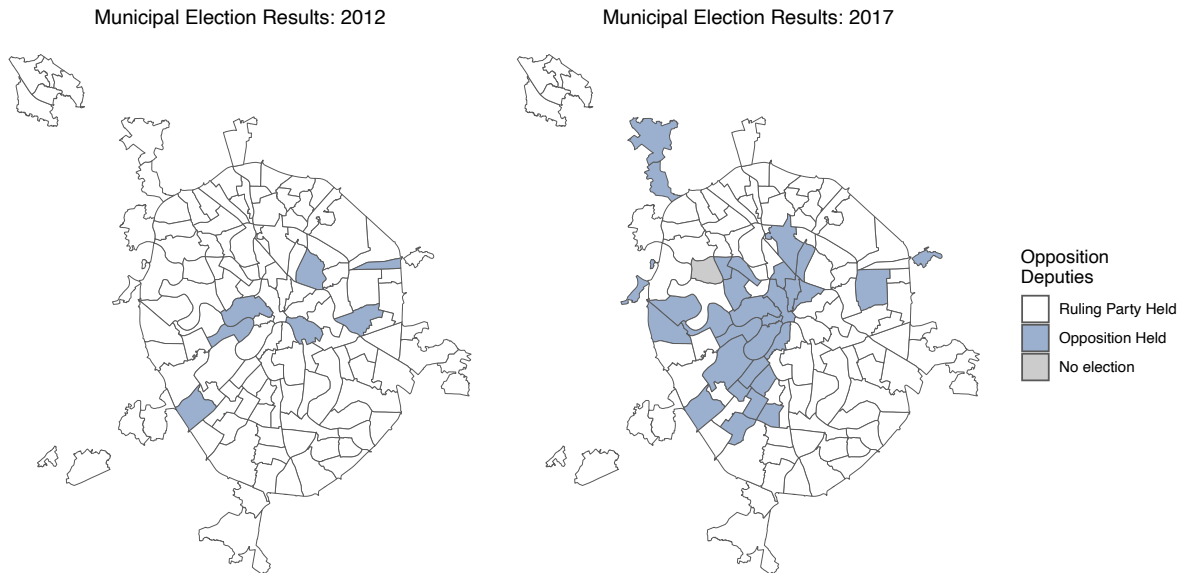 Municipal Election Results: 2012
Municipal Election Results: 2017
Opposition
Deputies
Ruling Party Held
Opposition Held
No election